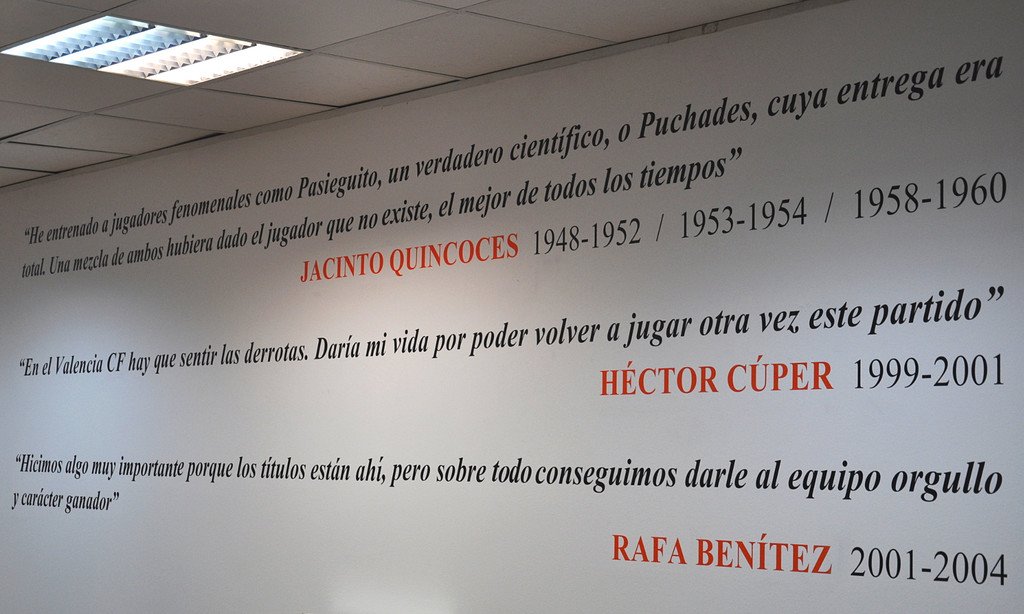 “He entrenado a jugadores fenomenales como Pasieguito, un verdadero científico, o Puchades, cuya entrega era
total. Una mezcla de ambos hubiera dado el jugador que no existe, el mejor de todos los tiempos”
JACINTO QUINCOCES 1948-1952 / 1953-1954 / 1958-1960
“En el Valencia CF hay que sentir las derrotas. Daría mi vida por poder volver a jugar otra vez este partido”
HÉCTOR CÚPER 1999-2001
“Hicimos algo muy importante porque los títulos están ahí, pero sobre todo conseguimos darle al equipo orgullo
y carácter ganador”
RAFA BENÍTEZ 2001-2004